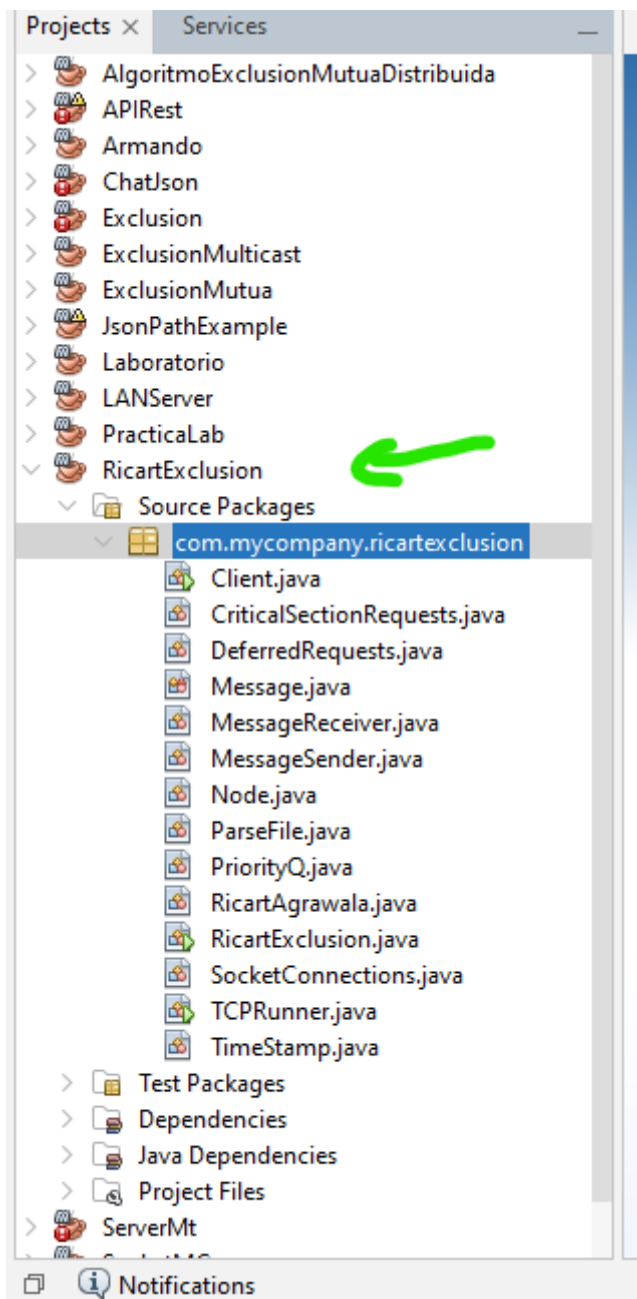 Projects × Services
AlgoritmoExclusionMutuaDistribuida
APIRest
Armando
ChatJson
Exclusion
ExclusionMulticast
ExclusionMutua
JsonPathExample
Laboratorio
LANServer
PracticaLab
RicartExclusion
Source Packages
com.mycompany.ricartexclusion
Client.java
CriticalSectionRequests.java
DeferredRequests.java
Message.java
MessageReceiver.java
MessageSender.java
Node.java
ParseFile.java
PriorityQ.java
RicartAgrawala.java
RicartExclusion.java
SocketConnections.java
TCPRunner.java
TimeStamp.java
Test Packages
Dependencies
Java Dependencies
Project Files
ServerMt
Notifications